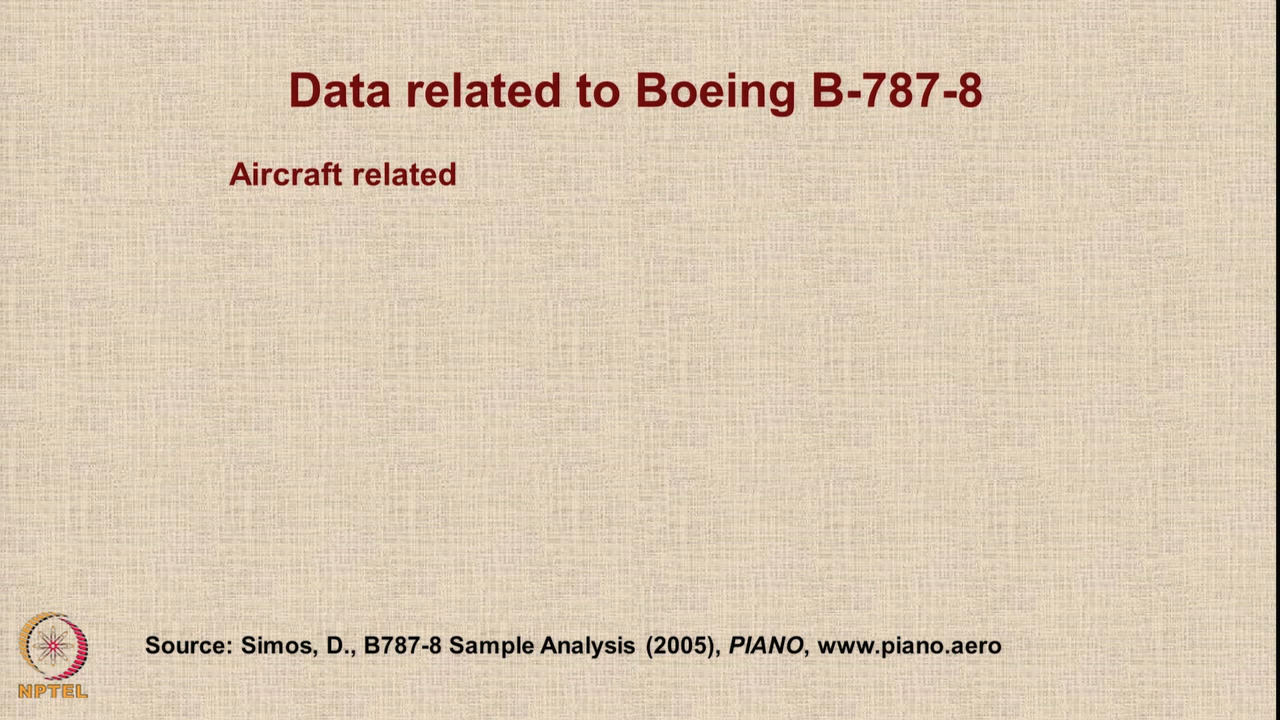 Data related to Boeing B-787-8
Aircraft related
Source: Simos, D., B787-8 Sample Analysis (2005), PIANO, www.piano.aero
NPTEL